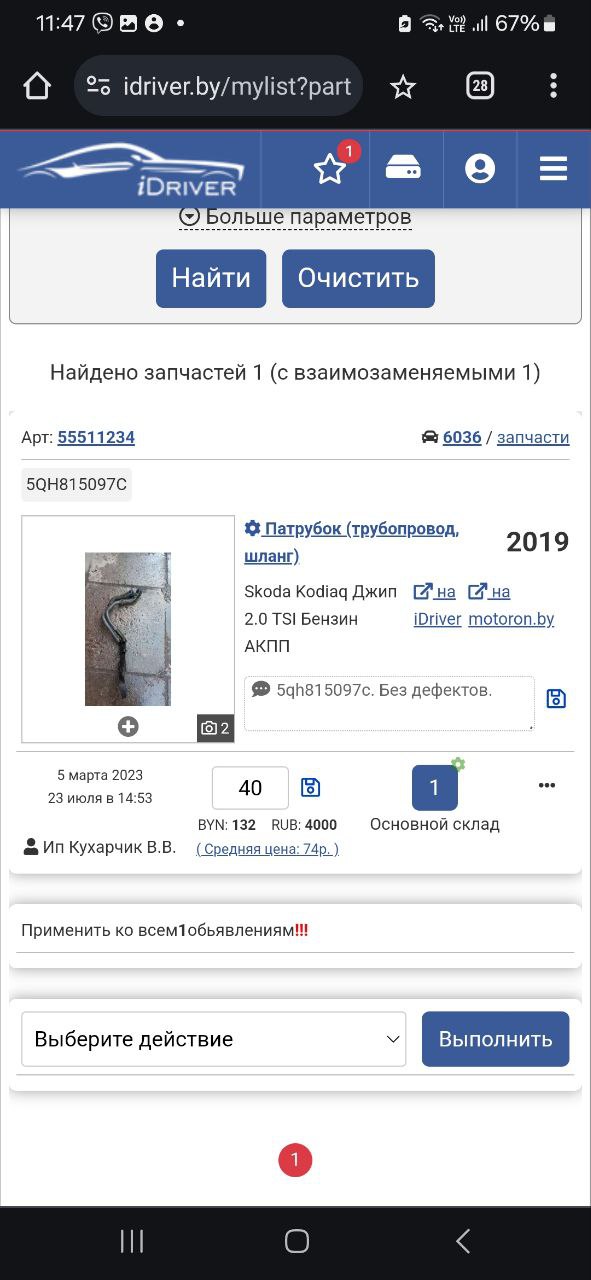 11:47 Vo)) LTE 67%
idriver.by/mylist?part 28
iDRIVER 1
Больше параметров
Найти Очистить
Найдено запчастей 1 (с взаимозаменяемыми 1)
Арт: 55511234 6036 / запчасти
5QH815097C
Патрубок (трубопровод, шланг) 2019
Skoda Kodiaq Джип на на
2.0 TSI Бензин iDriver motoron.by
АКПП
5qh815097c. Без дефектов.
2
5 марта 2023
23 июля в 14:53
40 1
BYN: 132 RUB: 4000 Основной склад
Ип Кухарчик В.В. ( Средняя цена: 74р. )
Применить ко всем1обьявлениям!!!
Выберите действие Выполнить
1